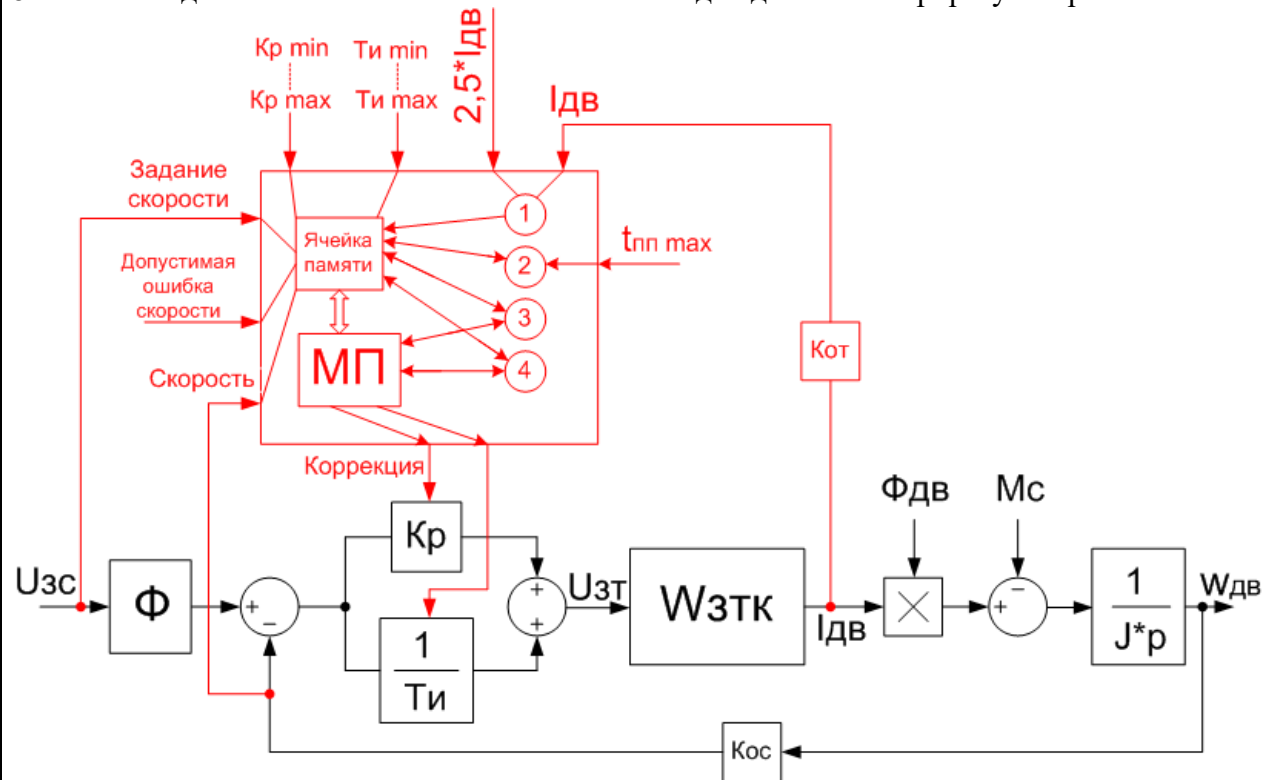 Кр min
Кр max
Ти min
Ти max
2,5*Iдв
Iдв
Задание
скорости
Допустимая
ошибка
скорости
Скорость
Ячейка
памяти
МП
1
2
3
4
tпп max
Кот
Коррекция
Uзс
Ф
+
−
Кр
1
Ти
+
+
Uзт
Wзтк
Iдв
Фдв
Мс
+
−
1
J*р
wдв
Кос